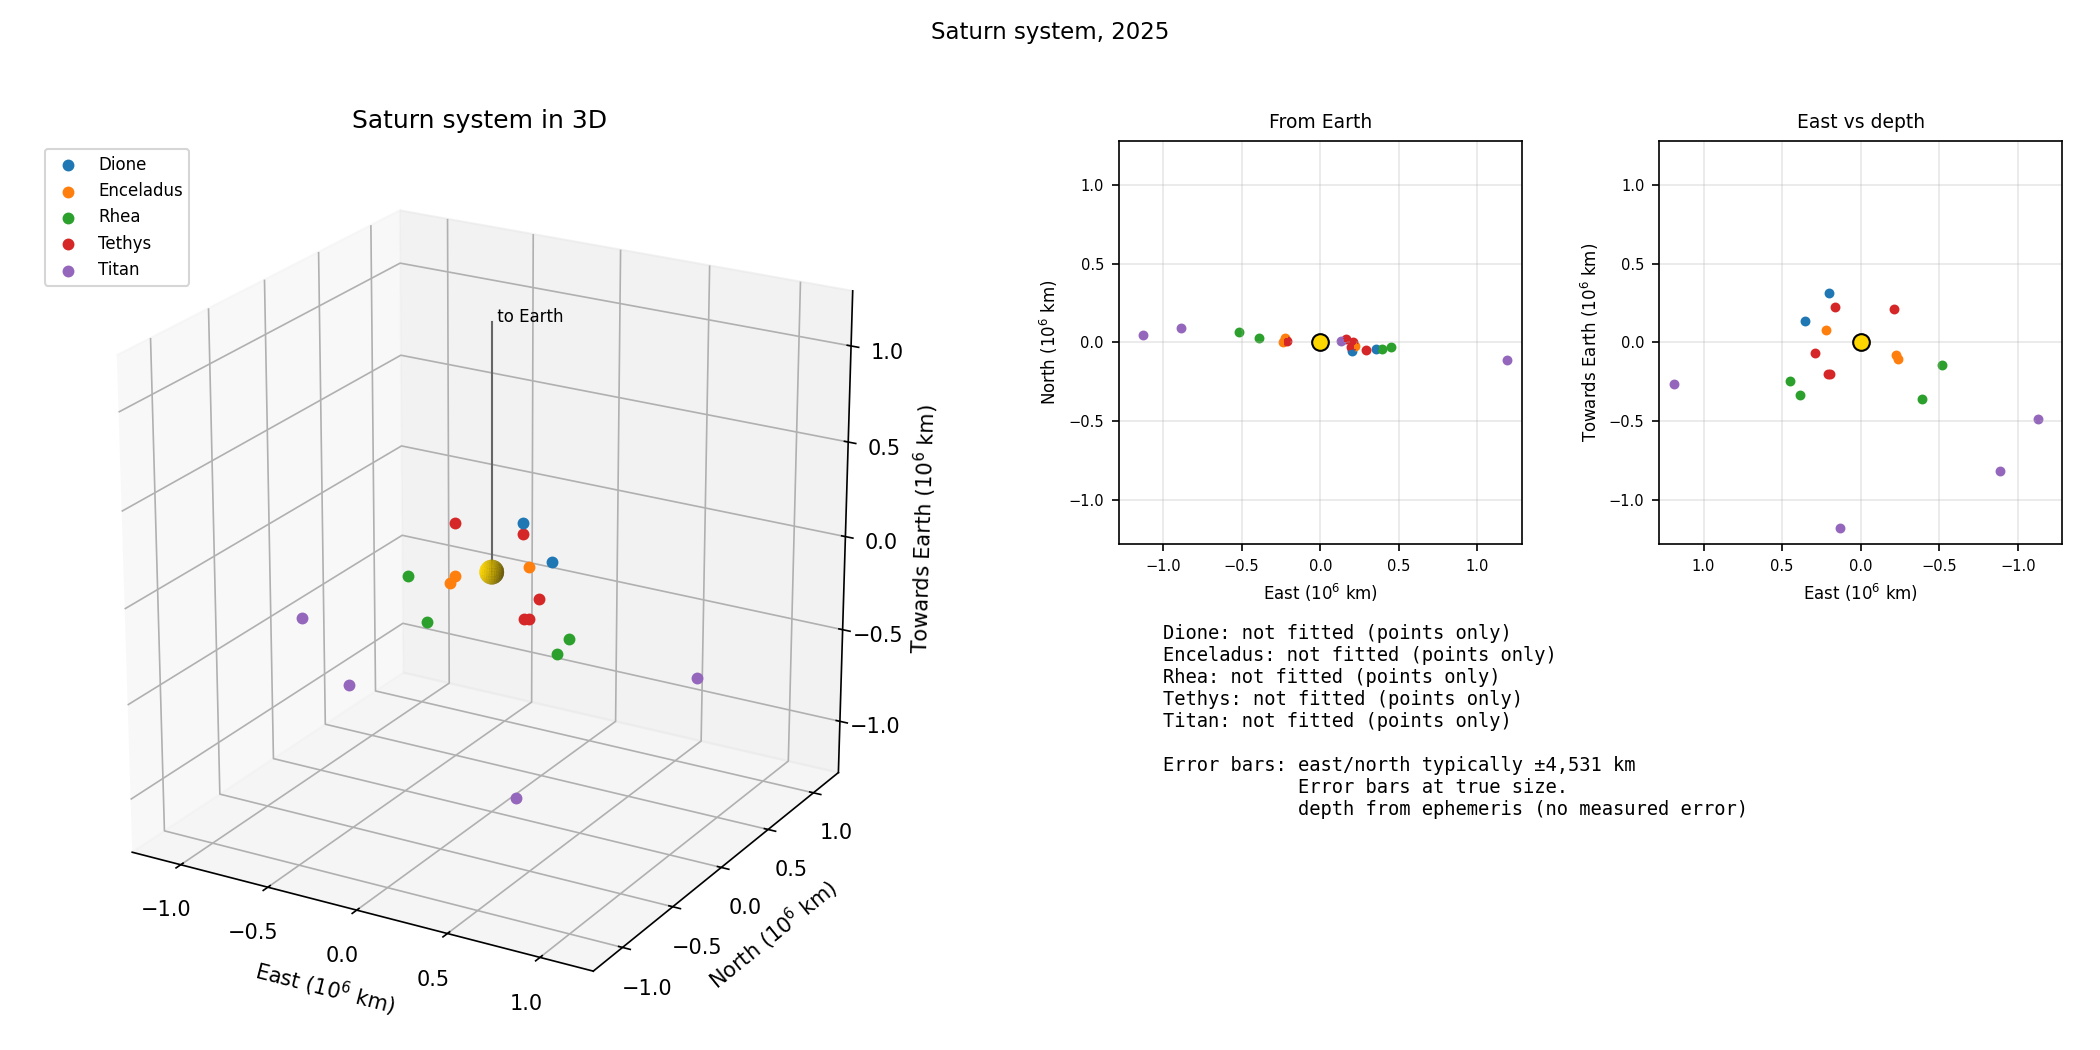 Saturn system, 2025
Saturn system in 3D
Dione
Enceladus
Rhea
Tethys
Titan
to Earth
1.0
0.5
0.0
−0.5
−1.0
Towards Earth (10⁶ km)
−1.0
−0.5
0.0
0.5
1.0
East (10⁶ km)
1.0
0.5
0.0
−0.5
−1.0
North (10⁶ km)
From Earth
1.0
0.5
0.0
−0.5
−1.0
North (10⁶ km)
−1.0 −0.5 0.0 0.5 1.0
East (10⁶ km)
East vs depth
1.0
0.5
0.0
−0.5
−1.0
Towards Earth (10⁶ km)
1.0 0.5 0.0 −0.5 −1.0
East (10⁶ km)
Dione: not fitted (points only)
Enceladus: not fitted (points only)
Rhea: not fitted (points only)
Tethys: not fitted (points only)
Titan: not fitted (points only)
Error bars: east/north typically ±4,531 km
Error bars at true size.
depth from ephemeris (no measured error)